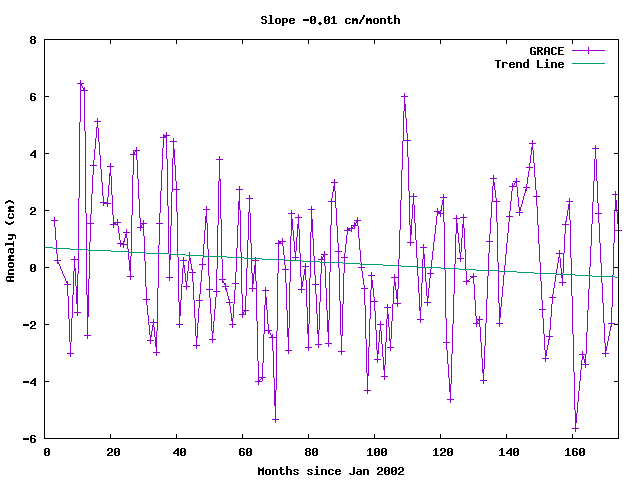 Slope -0.01 cm/month
GRACE
Trend Line
8
6
4
2
0
-2
-4
-6
Anomaly (cm)
0 20 40 60 80 100 120 140 160
Months since Jan 2002